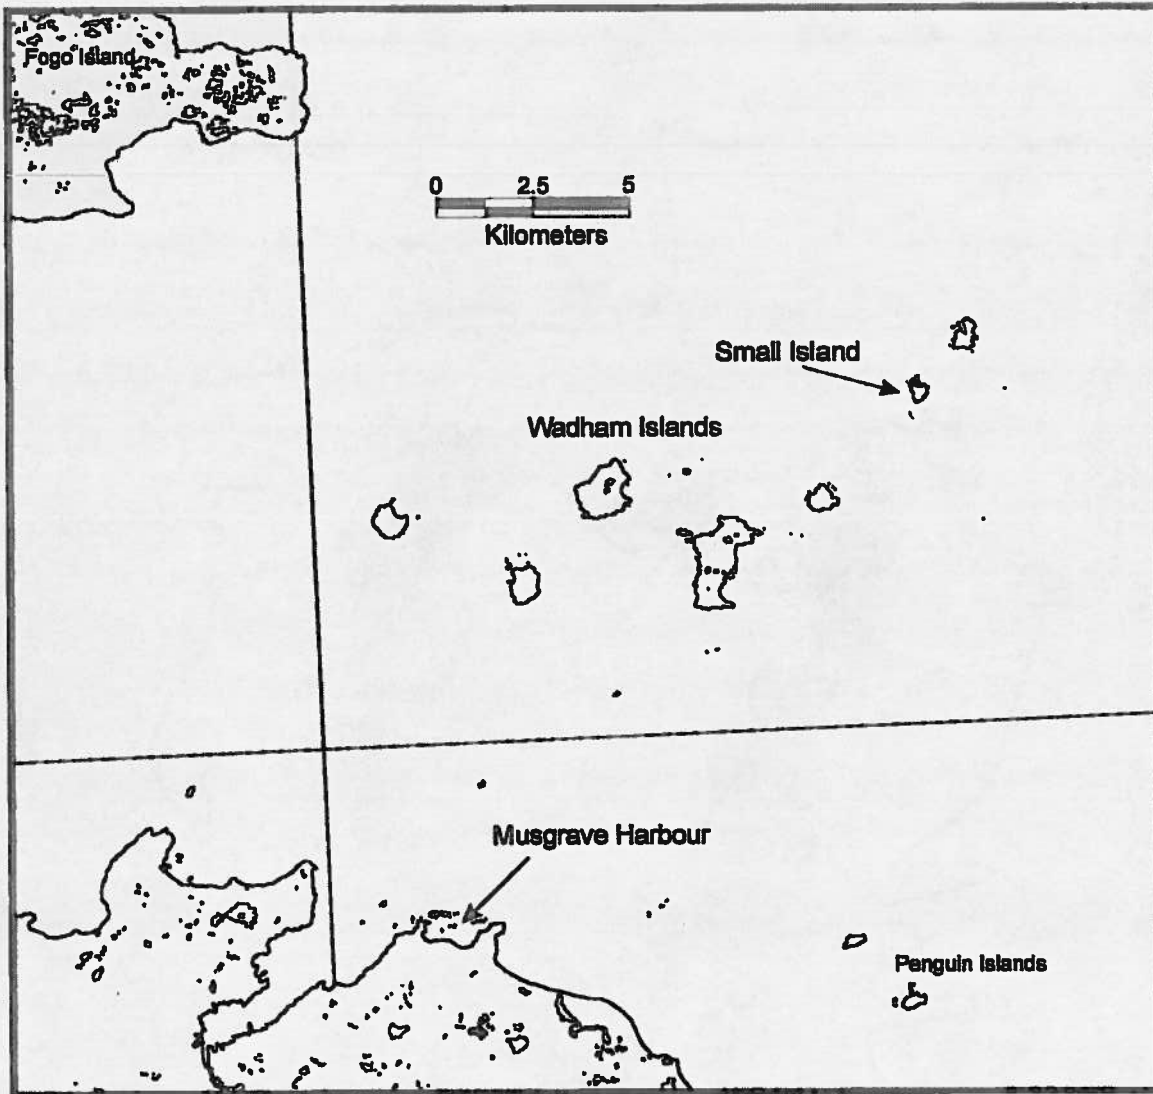 Fogo Island
0 2.5 5
Kilometers
Small Island
Wadham Islands
Musgrave Harbour
Penguin Islands